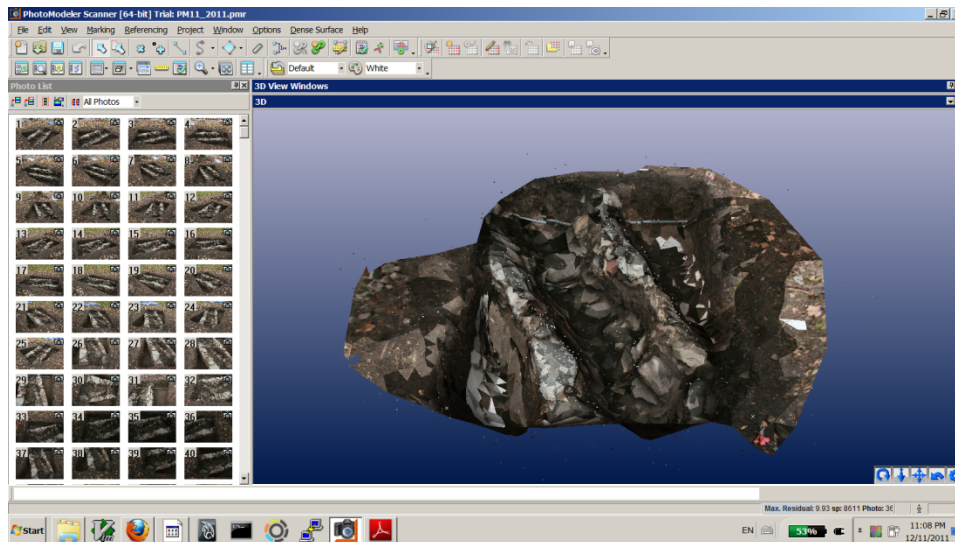 PhotoModeler Scanner [64-bit] Trial: PM11_2011.pmr
File Edit View Marking Referencing Project Window Options Dense Surface Help
Default White
Photo List
3D View Windows
All Photos
3D
1 2 3 4
5 6 7 8
9 10 11 12
13 14 15 16
17 18 19 20
21 22 23 24
25 26 27 28
29 30 31 32
33 34 35 36
37 38 39 40
Max. Residual: 9.93 sp: 8611 Photo: 36
Start
EN 53% 11:08 PM
12/11/2011